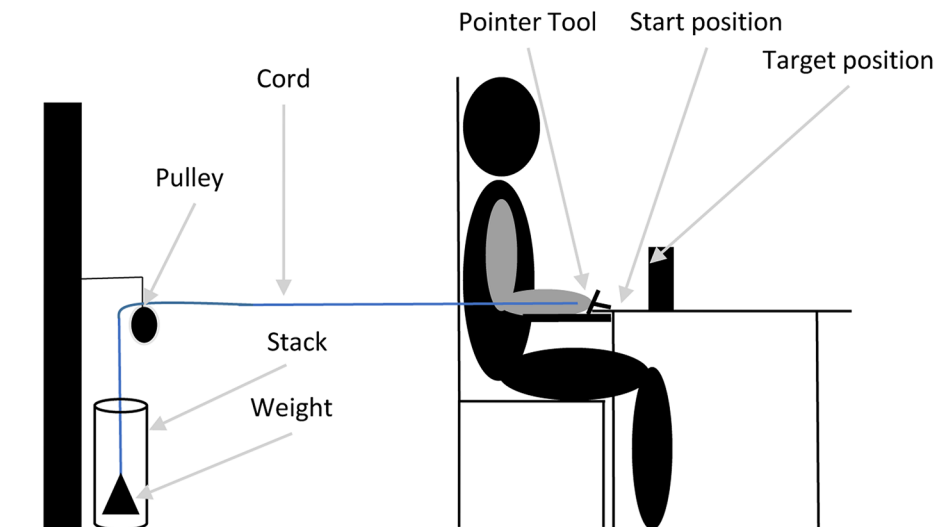 Pointer Tool
Start position
Target position
Cord
Pulley
Stack
Weight